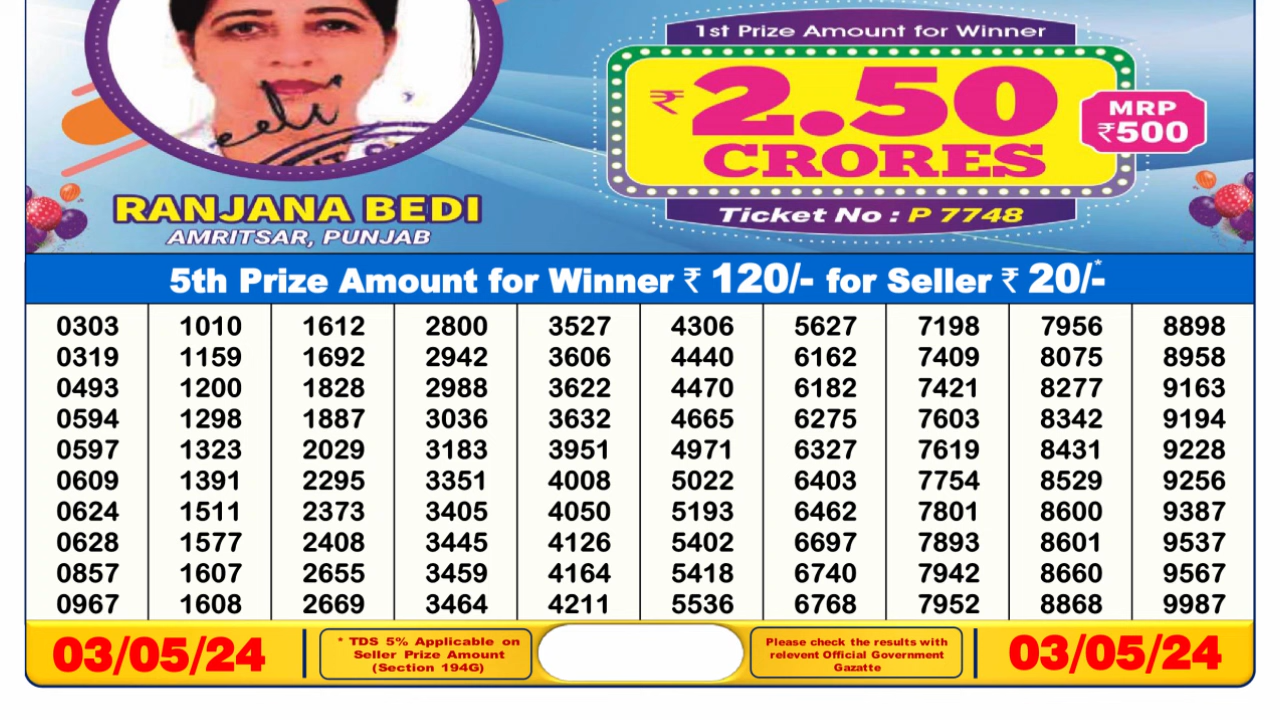 1st Prize Amount for Winner
₹ 2.50
CRORES
MRP
₹500
Ticket No : P 7748
RANJANA BEDI
AMRITSAR, PUNJAB
5th Prize Amount for Winner ₹ 120/- for Seller ₹ 20/-*
0303 1010 1612 2800 3527 4306 5627 7198 7956 8898
0319 1159 1692 2942 3606 4440 6162 7409 8075 8958
0493 1200 1828 2988 3622 4470 6182 7421 8277 9163
0594 1298 1887 3036 3632 4665 6275 7603 8342 9194
0597 1323 2029 3183 3951 4971 6327 7619 8431 9228
0609 1391 2295 3351 4008 5022 6403 7754 8529 9256
0624 1511 2373 3405 4050 5193 6462 7801 8600 9387
0628 1577 2408 3445 4126 5402 6697 7893 8601 9537
0857 1607 2655 3459 4164 5418 6740 7942 8660 9567
0967 1608 2669 3464 4211 5536 6768 7952 8868 9987
03/05/24
* TDS 5% Applicable on
Seller Prize Amount
(Section 194G)
Please check the results with
relevent Official Government
Gazatte
03/05/24